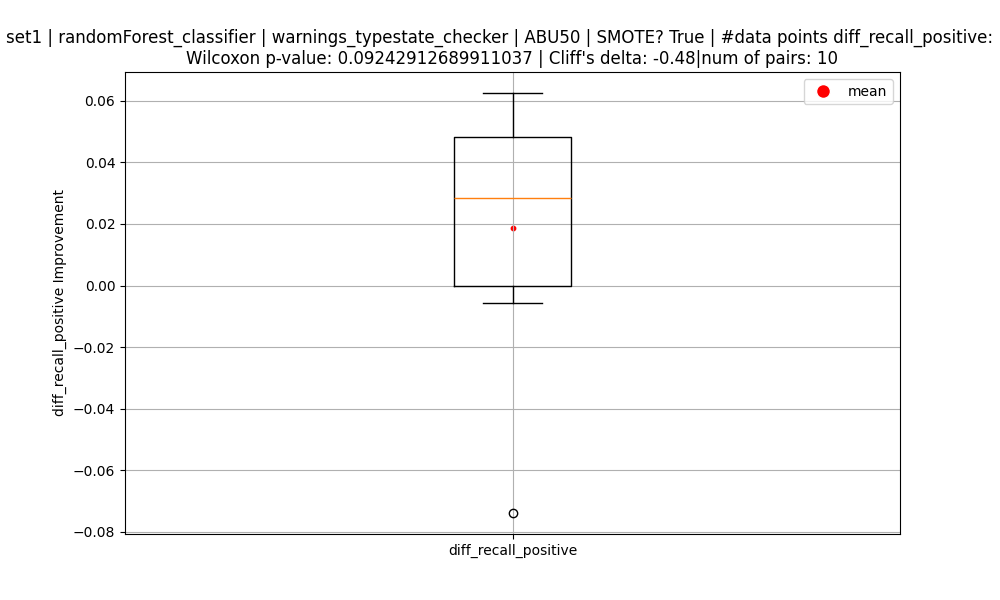 set1 | randomForest_classifier | warnings_typestate_checker | ABU50 | SMOTE? True | #data points diff_recall_positive:
Wilcoxon p-value: 0.09242912689911037 | Cliff's delta: -0.48|num of pairs: 10
mean
0.06
0.04
0.02
0.00
−0.02
−0.04
−0.06
−0.08
diff_recall_positive Improvement
diff_recall_positive